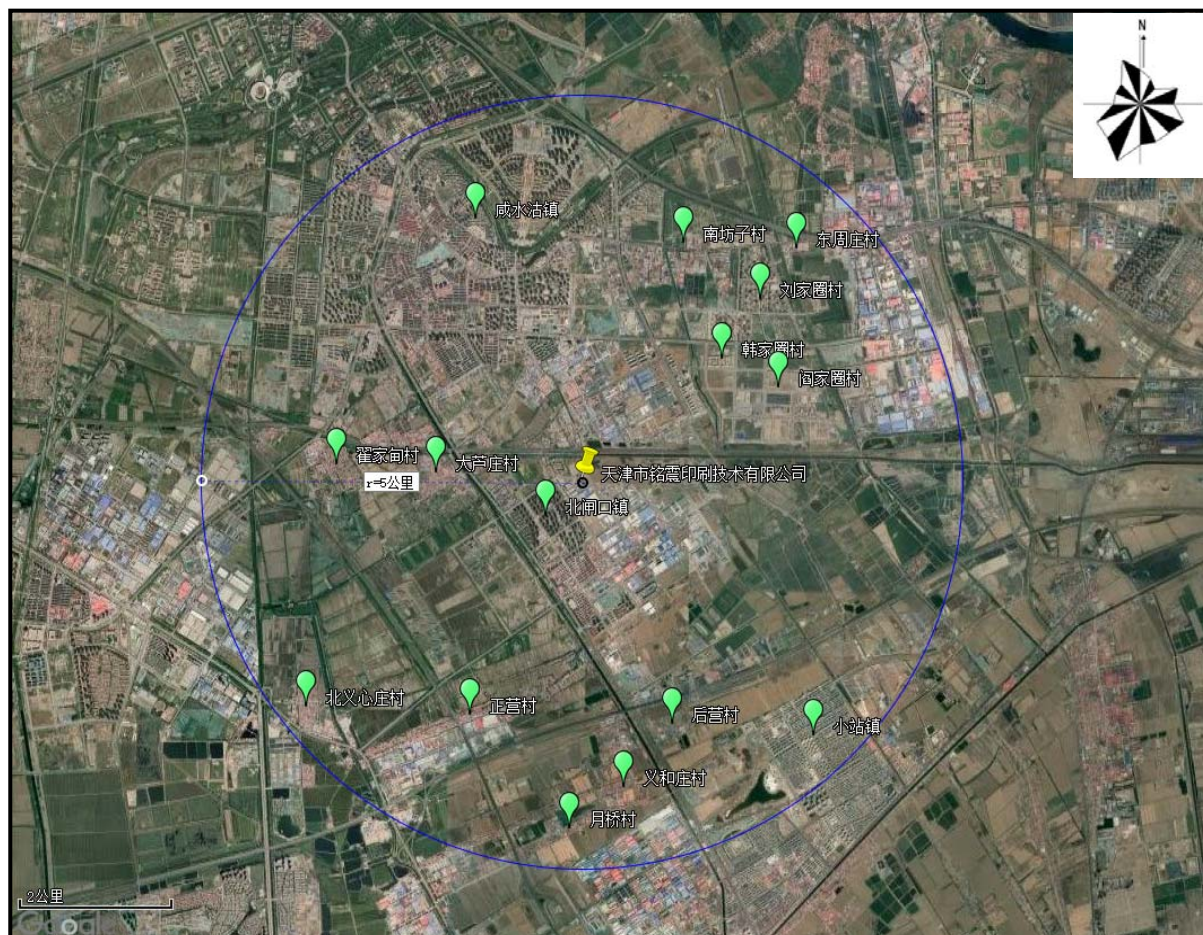 N
咸水沽镇
南坊子村
东周庄村
刘家圈村
韩家圈村
阎家圈村
翟家甸村
大芦庄村
天津市铭震印刷技术有限公司
r=5公里
北闸口镇
北义心庄村
正营村
后营村
小站镇
义和庄村
月桥村
2公里
Google